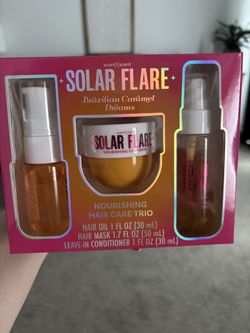 scent2scent
SOLAR FLARE
Brazilian Caramel
Dreams
SOLAR FLARE
NOURISHING
HAIR CARE TRIO
HAIR OIL 1 FL OZ (30 mL)
HAIR MASK 1.7 FL OZ (50 mL)
LEAVE-IN CONDITIONER 1 FL OZ (30 mL)